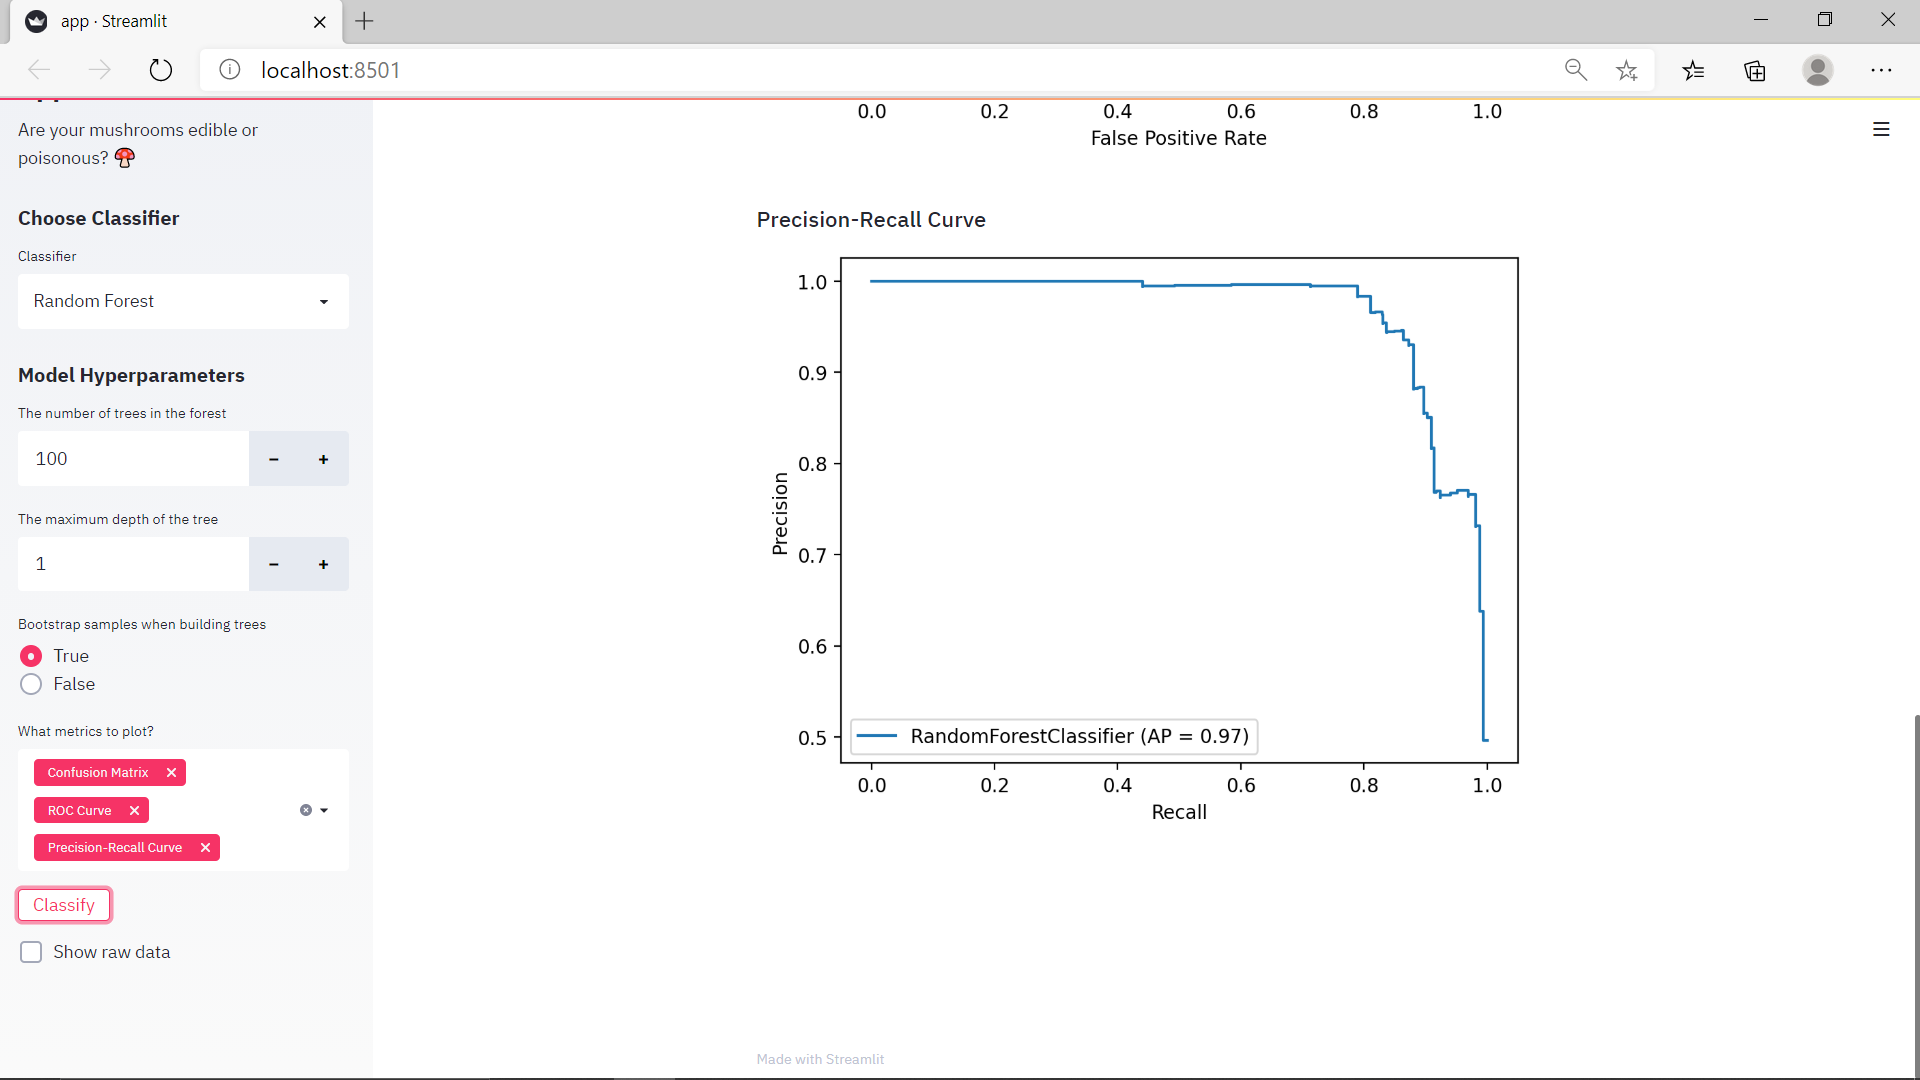 app · Streamlit
localhost:8501
Are your mushrooms edible or
poisonous?
Choose Classifier
Classifier
Random Forest
Model Hyperparameters
The number of trees in the forest
100
The maximum depth of the tree
1
Bootstrap samples when building trees
True
False
What metrics to plot?
Confusion Matrix
ROC Curve
Precision-Recall Curve
Classify
Show raw data
0.0 0.2 0.4 0.6 0.8 1.0
False Positive Rate
Precision-Recall Curve
1.0
0.9
0.8
0.7
0.6
0.5
Precision
RandomForestClassifier (AP = 0.97)
0.0 0.2 0.4 0.6 0.8 1.0
Recall
Made with Streamlit